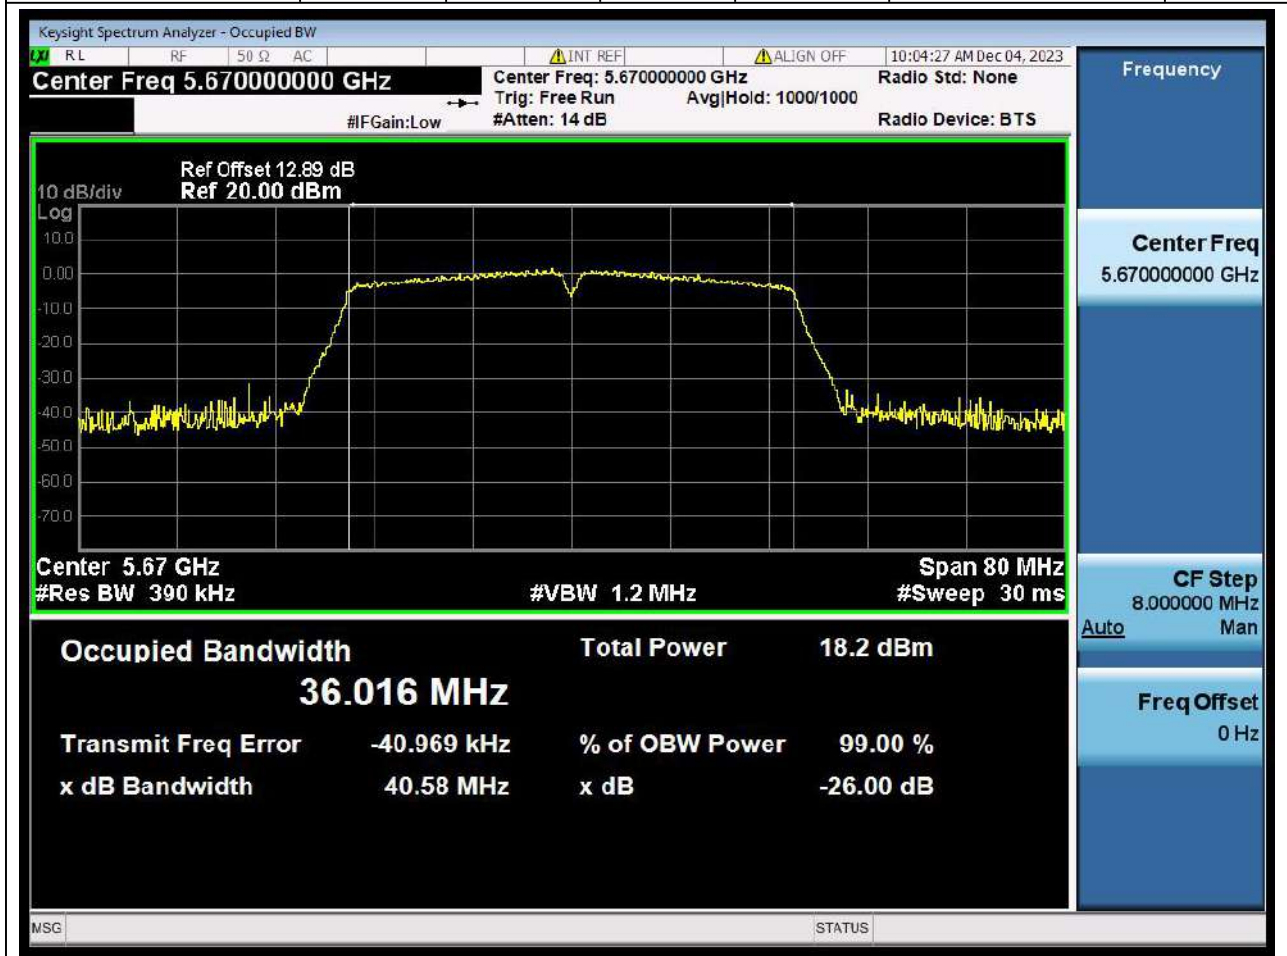 Keysight Spectrum Analyzer - Occupied BW
LXI RL RF 50 Ω AC INT REF ALIGN OFF 10:04:27 AM Dec 04, 2023
Center Freq 5.670000000 GHz
Center Freq: 5.670000000 GHz Radio Std: None
Trig: Free Run Avg|Hold: 1000/1000
#IFGain:Low #Atten: 14 dB Radio Device: BTS
Ref Offset 12.89 dB
10 dB/div Ref 20.00 dBm
Log
10.0
0.00
-10.0
-20.0
-30.0
-40.0
-50.0
-60.0
-70.0
Center 5.67 GHz Span 80 MHz
#Res BW 390 kHz #VBW 1.2 MHz #Sweep 30 ms
Occupied Bandwidth Total Power 18.2 dBm
36.016 MHz
Transmit Freq Error -40.969 kHz % of OBW Power 99.00 %
x dB Bandwidth 40.58 MHz x dB -26.00 dB
MSG STATUS
Frequency
Center Freq
5.670000000 GHz
CF Step
8.000000 MHz
Auto Man
Freq Offset
0 Hz